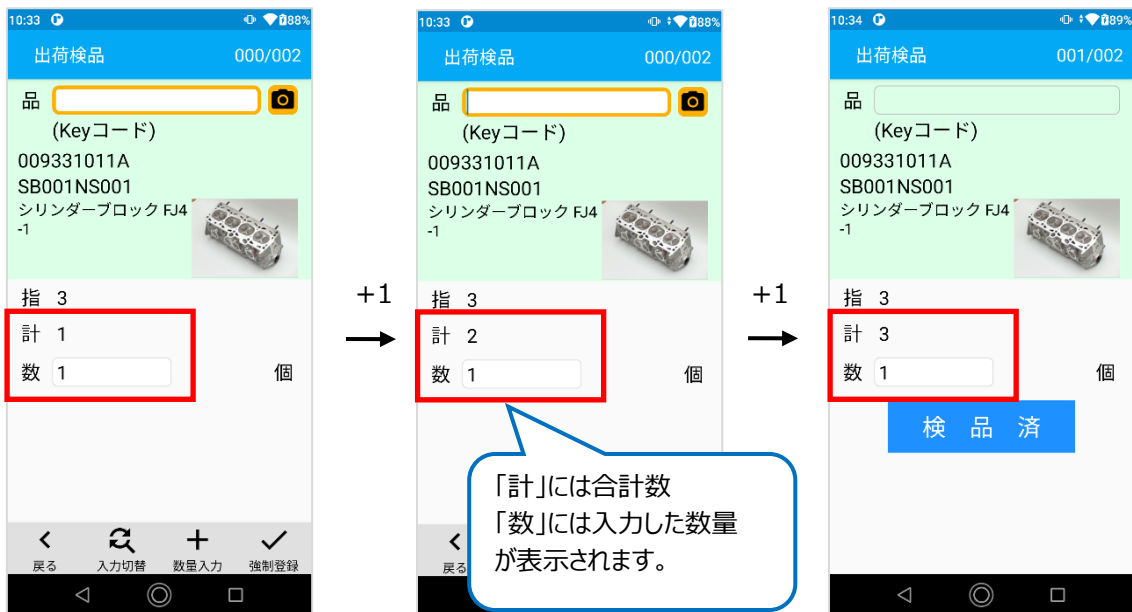 10:33
88%
出荷検品 000/002
品
(Keyコード)
009331011A
SB001NS001
シリンダーブロック FJ4
-1
指 3
計 1
数 1 個
戻る 入力切替 数量入力 強制登録
+1
10:33
88%
出荷検品 000/002
品
(Keyコード)
009331011A
SB001NS001
シリンダーブロック FJ4
-1
指 3
計 2
数 1 個
戻る
「計」には合計数
「数」には入力した数量
が表示されます。
+1
10:34
89%
出荷検品 001/002
品
(Keyコード)
009331011A
SB001NS001
シリンダーブロック FJ4
-1
指 3
計 3
数 1 個
検 品 済